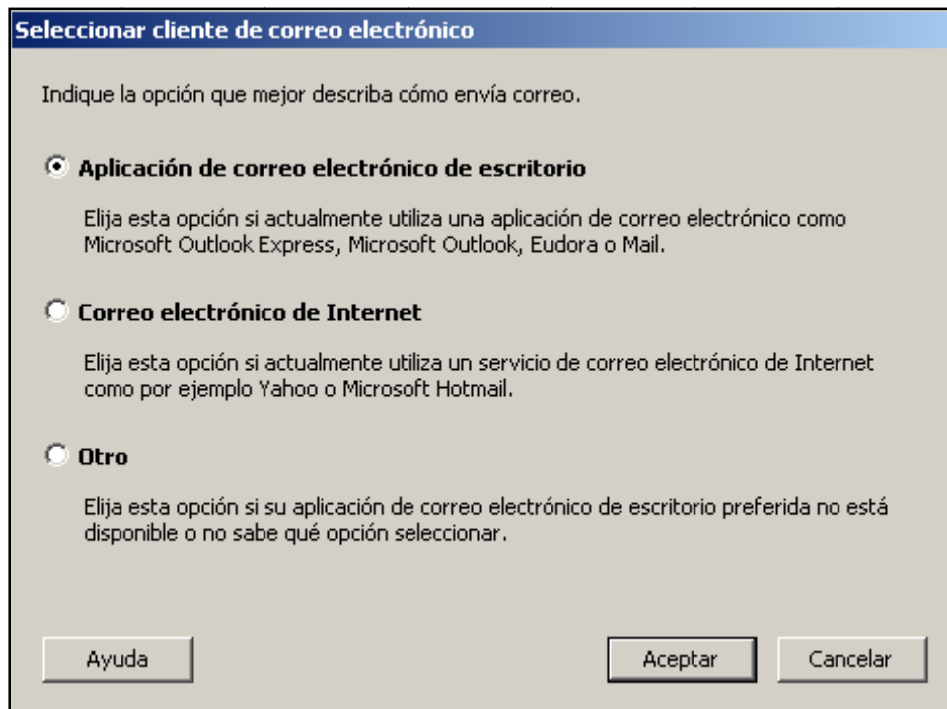 Seleccionar cliente de correo electrónico
Indique la opción que mejor describa cómo envía correo.
Aplicación de correo electrónico de escritorio
Elija esta opción si actualmente utiliza una aplicación de correo electrónico como
Microsoft Outlook Express, Microsoft Outlook, Eudora o Mail.
Correo electrónico de Internet
Elija esta opción si actualmente utiliza un servicio de correo electrónico de Internet
como por ejemplo Yahoo o Microsoft Hotmail.
Otro
Elija esta opción si su aplicación de correo electrónico de escritorio preferida no está
disponible o no sabe qué opción seleccionar.
Ayuda
Aceptar
Cancelar